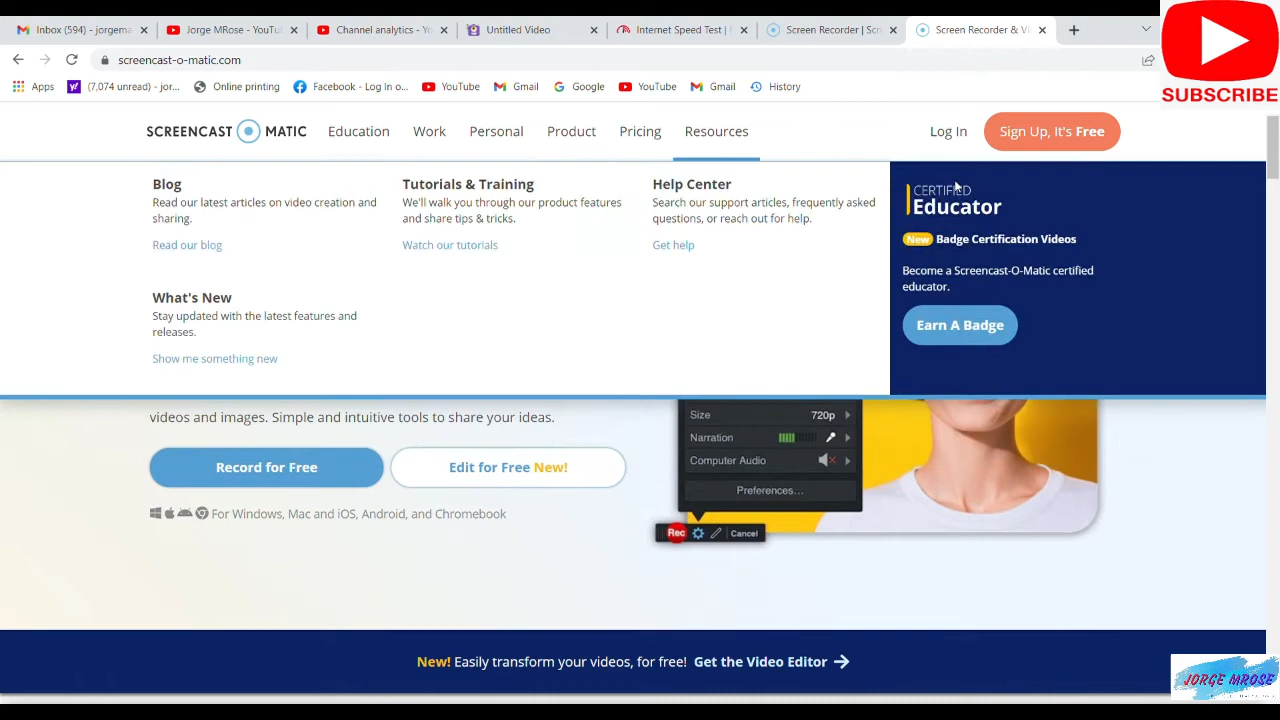 Inbox (594) - jorgema
Jorge MRose - YouTu
Channel analytics - Yo
Untitled Video
Internet Speed Test |
Screen Recorder | Scr
Screen Recorder & Vi
screencast-o-matic.com
Apps
(7,074 unread) - jor...
Online printing
Facebook - Log In o...
YouTube
Gmail
Google
YouTube
Gmail
History
SUBSCRIBE
SCREENCAST MATIC
Education
Work
Personal
Product
Pricing
Resources
Log In
Sign Up, It's Free
Blog
Read our latest articles on video creation and
sharing.
Read our blog
Tutorials & Training
We'll walk you through our product features
and share tips & tricks.
Watch our tutorials
Help Center
Search our support articles, frequently asked
questions, or reach out for help.
Get help
What's New
Stay updated with the latest features and
releases.
Show me something new
CERTIFIED
Educator
New Badge Certification Videos
Become a Screencast-O-Matic certified
educator.
Earn A Badge
videos and images. Simple and intuitive tools to share your ideas.
Record for Free
Edit for Free New!
For Windows, Mac and iOS, Android, and Chromebook
Size 720p
Narration
Computer Audio
Preferences...
Rec
Cancel
New! Easily transform your videos, for free! Get the Video Editor
JORGE MROSE